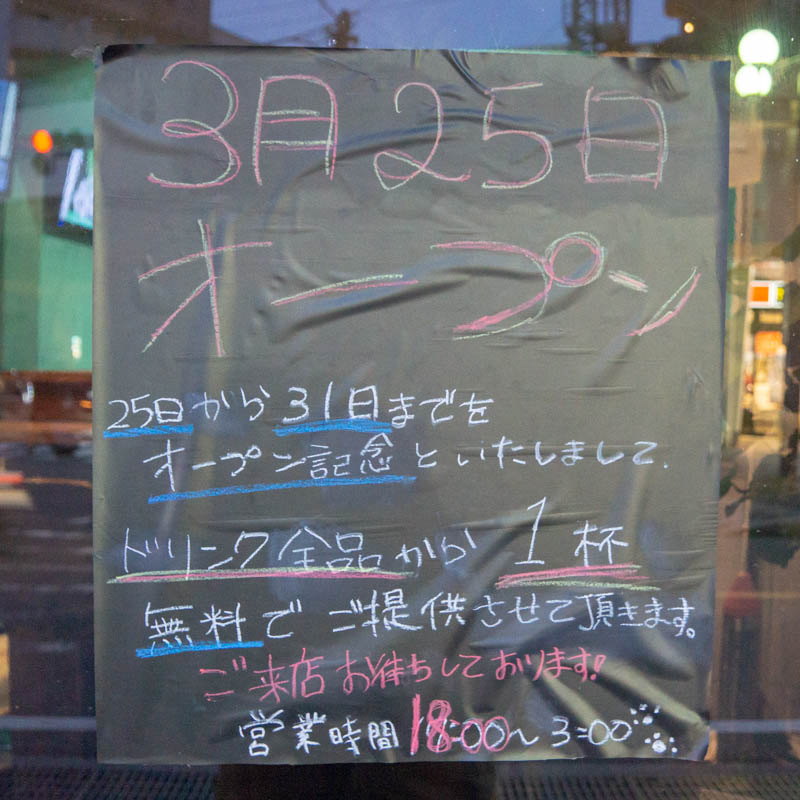 3月25日
オープン
25日から31日までを
オープン記念といたしまして、
ドリンク全品から1杯
無料でご提供させて頂きます。
ご来店お待ちしております!
営業時間18:00～3:00